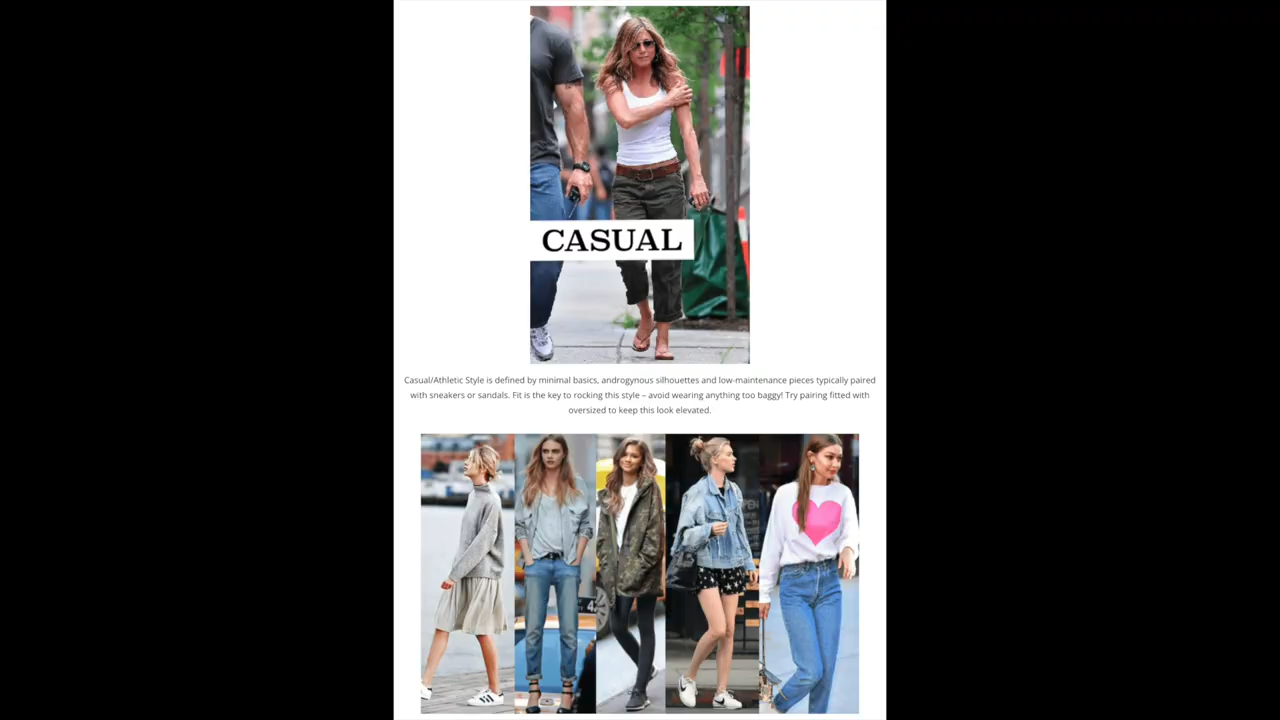 CASUAL
Casual/Athletic Style is defined by minimal basics, androgynous silhouettes and low-maintenance pieces typically paired
with sneakers or sandals. Fit is the key to rocking this style – avoid wearing anything too baggy! Try pairing fitted with
oversized to keep this look elevated.
OPEN